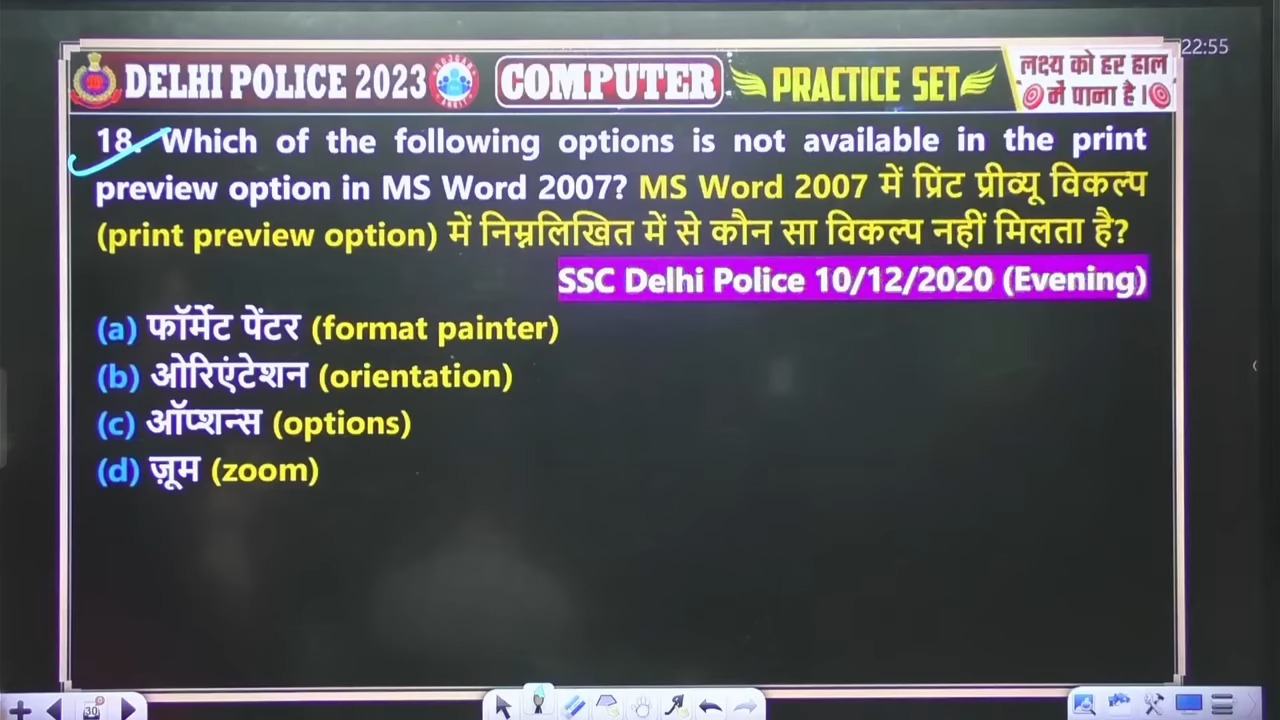 22:55
DELHI POLICE 2023 COMPUTER PRACTICE SET लक्ष्य को हर हाल
में पाना है।
18. Which of the following options is not available in the print
preview option in MS Word 2007? MS Word 2007 में प्रिंट प्रीव्यू विकल्प
(print preview option) में निम्नलिखित में से कौन सा विकल्प नहीं मिलता है?
SSC Delhi Police 10/12/2020 (Evening)
(a) फॉर्मेट पेंटर (format painter)
(b) ओरिएंटेशन (orientation)
(c) ऑप्शन्स (options)
(d) ज़ूम (zoom)
30